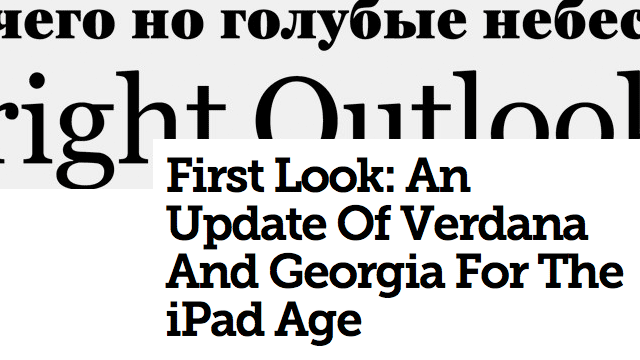 чего но голубые небес
right Outlook
First Look: An
Update Of Verdana
And Georgia For The
iPad Age